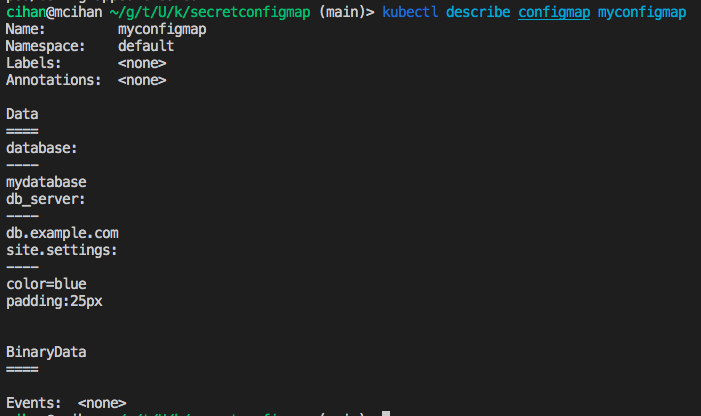 cihan@mcihan ~/g/t/U/k/secretconfigmap (main)> kubectl describe configmap myconfigmap
Name:         myconfigmap
Namespace:    default
Labels:       <none>
Annotations:  <none>

Data
====
database:
----
mydatabase
db_server:
----
db.example.com
site.settings:
----
color=blue
padding:25px


BinaryData
====

Events:  <none>